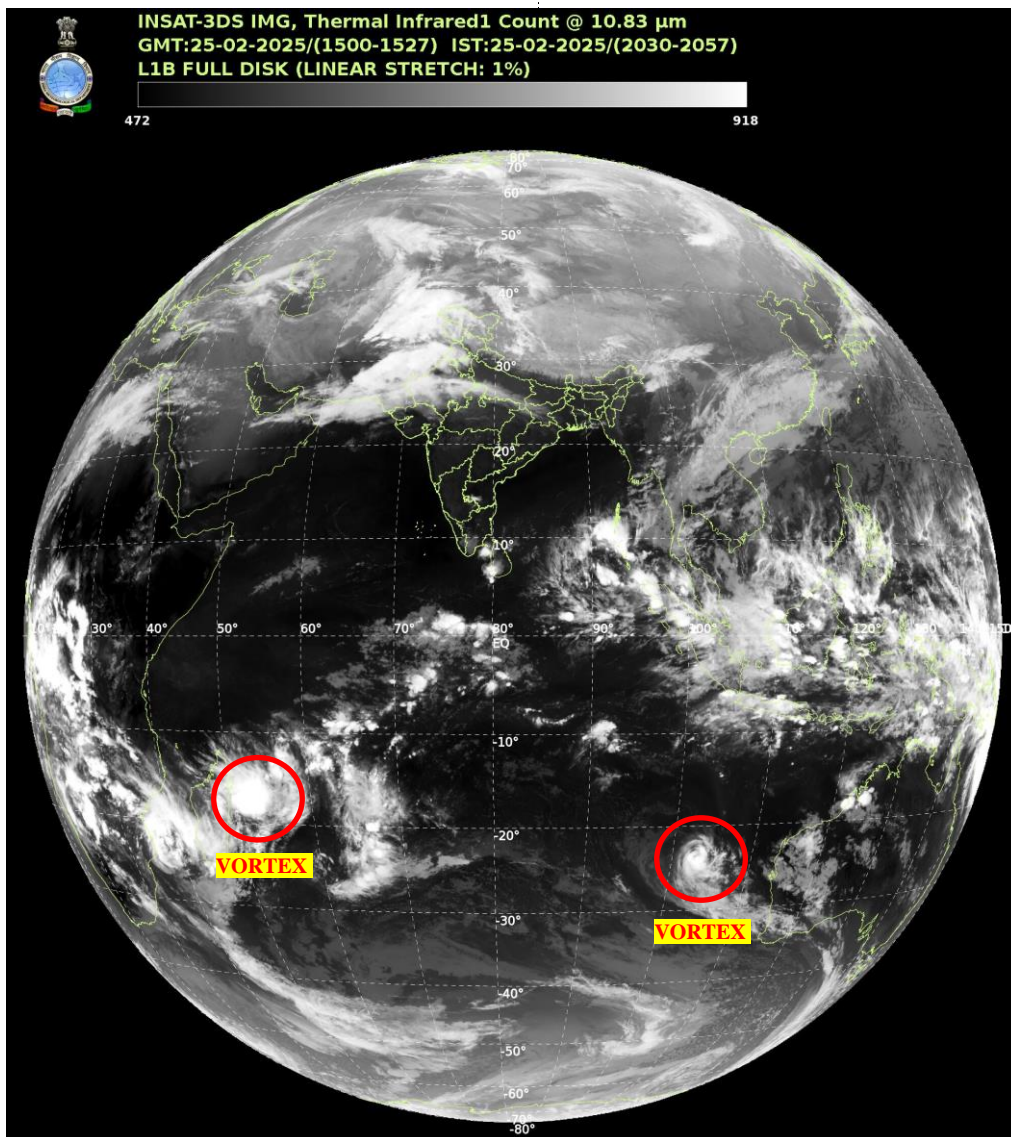 INSAT-3DS IMG, Thermal Infrared1 Count @ 10.83 μm
GMT:25-02-2025/(1500-1527) IST:25-02-2025/(2030-2057)
L1B FULL DISK (LINEAR STRETCH: 1%)
472 918
80°
70°
60°
50°
40°
30°
20°
10°
30° 40° 50° 60° 70° 80° 90° 100° 110 120°
EQ
-10°
-20°
VORTEX
-30°
VORTEX
-40°
-50°
-60°
-70°
-80°